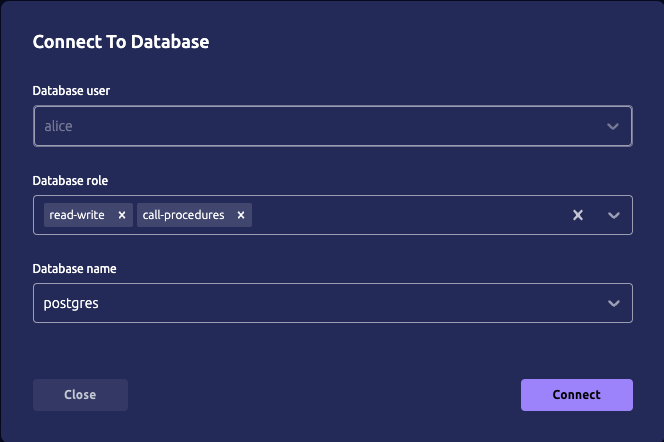 Connect To Database
Database user
alice
Database role
read-write
call-procedures
Database name
postgres
Close
Connect